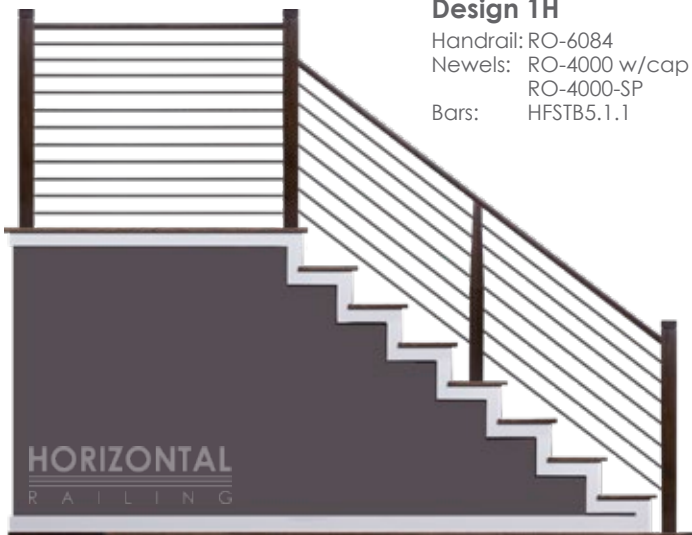 Design 1H
Handrail: RO-6084
Newels: RO-4000 w/cap
RO-4000-SP
Bars: HFSTB5.1.1
HORIZONTAL
RAILING